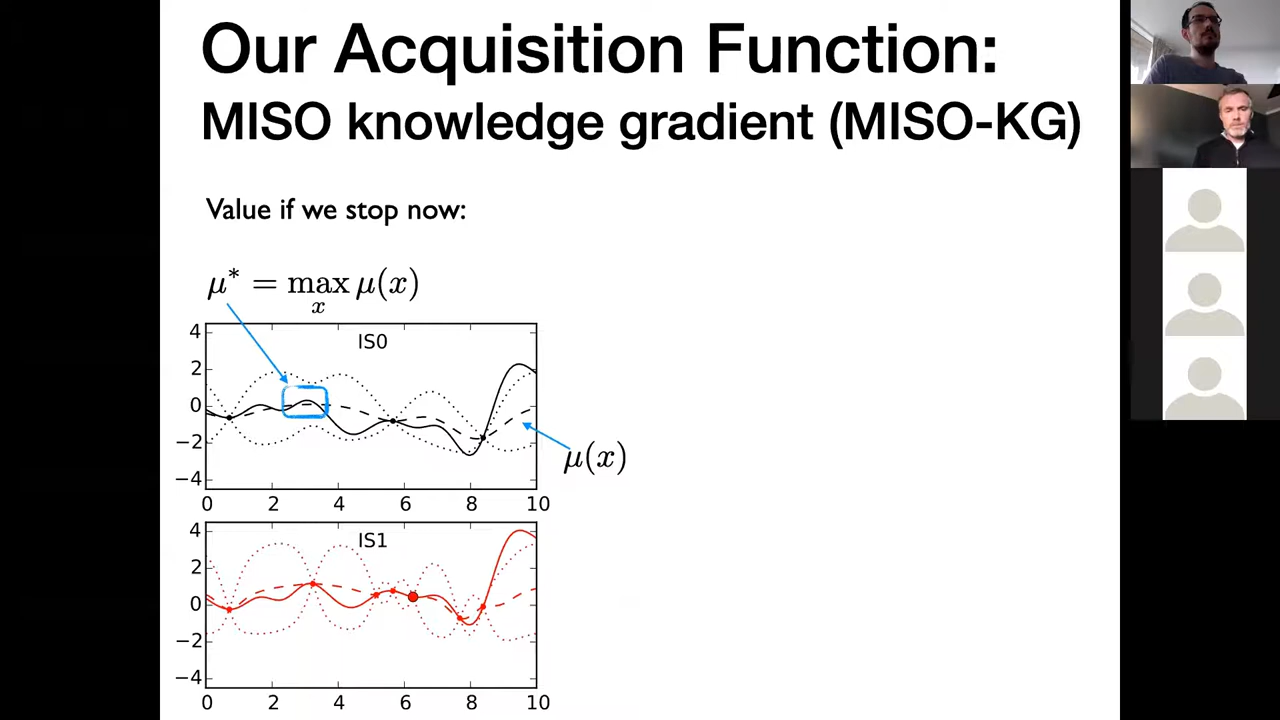 Our Acquisition Function:
MISO knowledge gradient (MISO-KG)
Value if we stop now:
μ* = max μ(x)
x
IS0
4
2
0
−2
−4
μ(x)
0 2 4 6 8 10
IS1
4
2
0
−2
−4
0 2 4 6 8 10